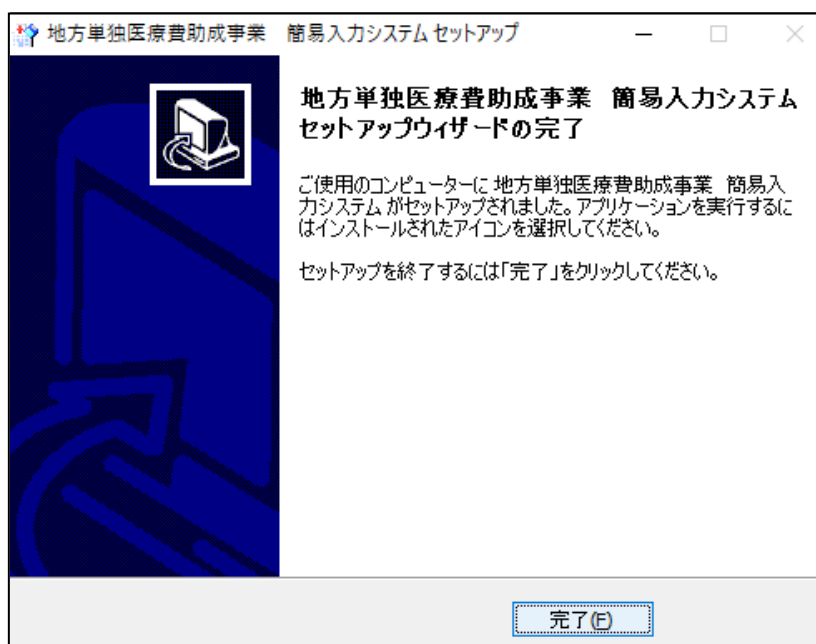 地方単独医療費助成事業　簡易入力システム セットアップ
地方単独医療費助成事業　簡易入力システム
セットアップウィザードの完了
ご使用のコンピューターに 地方単独医療費助成事業　簡易入
力システム がセットアップされました。アプリケーションを実行するに
はインストールされたアイコンを選択してください。
セットアップを終了するには「完了」をクリックしてください。
完了(F)